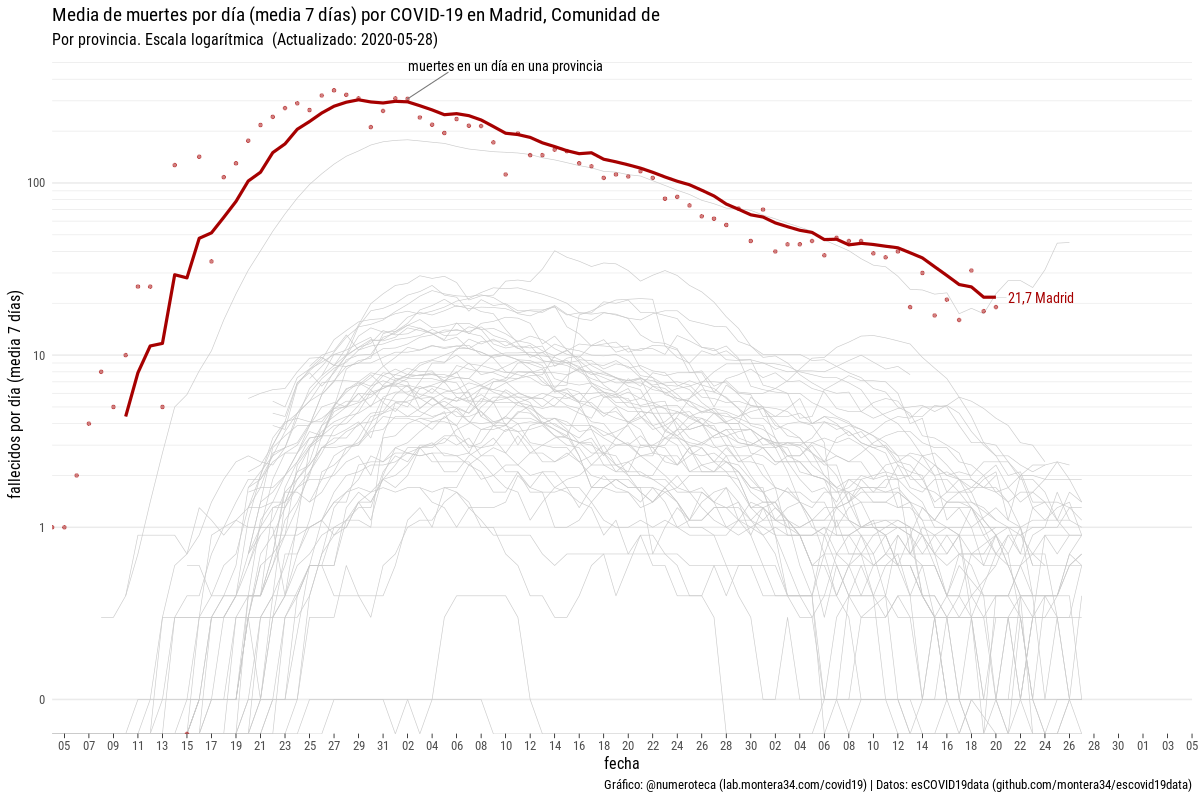 Media de muertes por día (media 7 días) por COVID-19 en Madrid, Comunidad de
Por provincia. Escala logarítmica  (Actualizado: 2020-05-28)
muertes en un día en una provincia
fallecidos por día (media 7 días)
100
10
1
0
21,7 Madrid
05 07 09 11 13 15 17 19 21 23 25 27 29 31 02 04 06 08 10 12 14 16 18 20 22 24 26 28 30 02 04 06 08 10 12 14 16 18 20 22 24 26 28 30 01 03 05
fecha
Gráfico: @numeroteca (lab.montera34.com/covid19) | Datos: esCOVID19data (github.com/montera34/escovid19data)